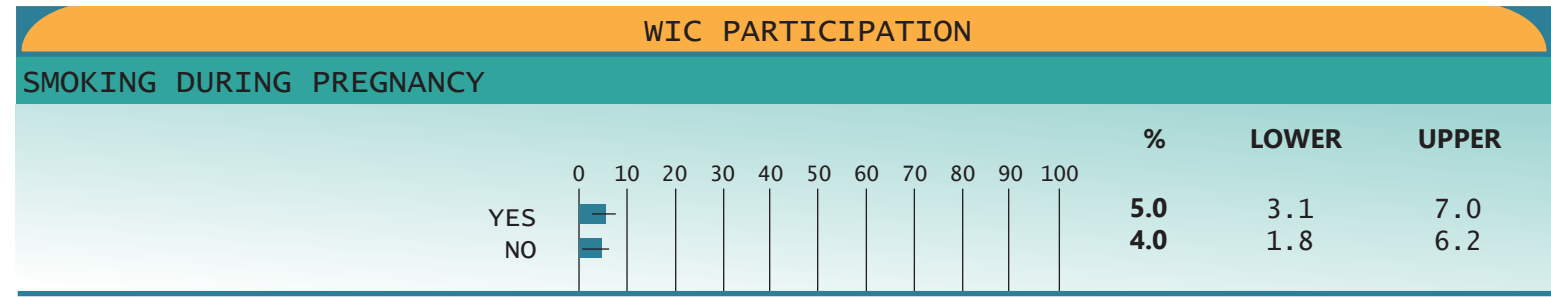 WIC PARTICIPATION
SMOKING DURING PREGNANCY
% LOWER UPPER
0 10 20 30 40 50 60 70 80 90 100
YES 5.0 3.1 7.0
NO 4.0 1.8 6.2